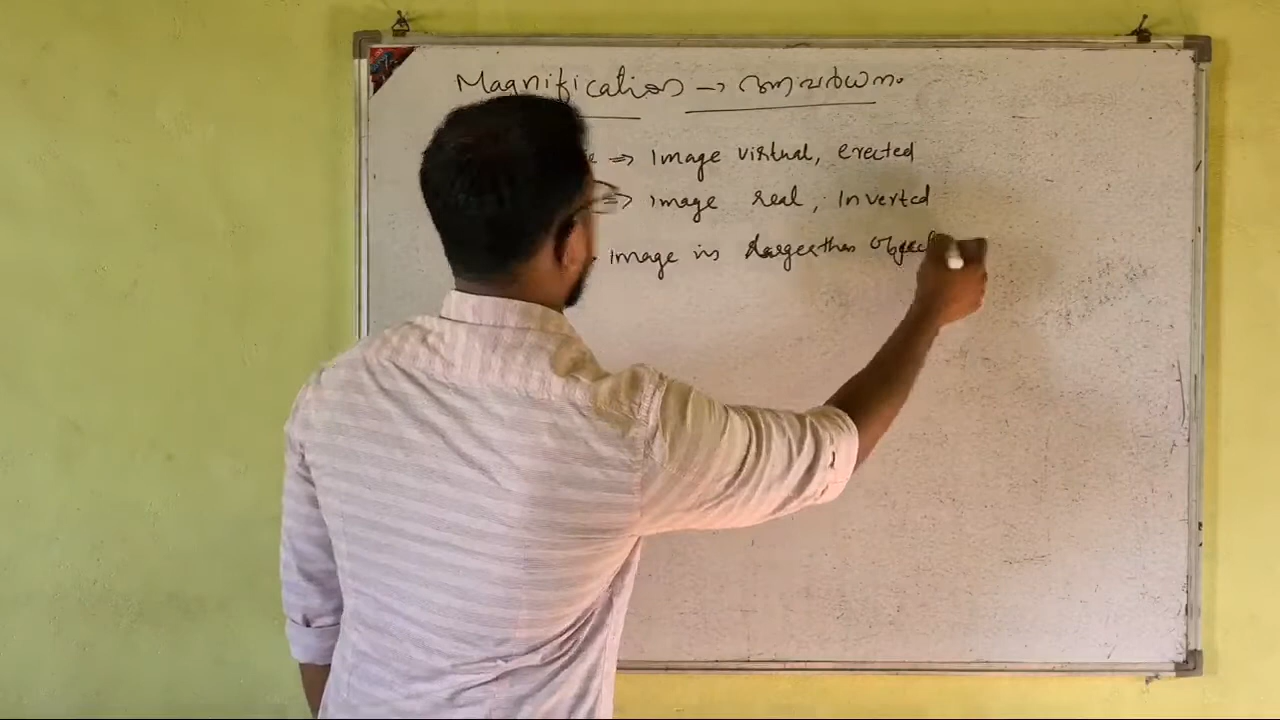 Magnification → ആവർധനം
⇒ Image virtual, erected
⇒ Image real, Inverted
Image is larger than object